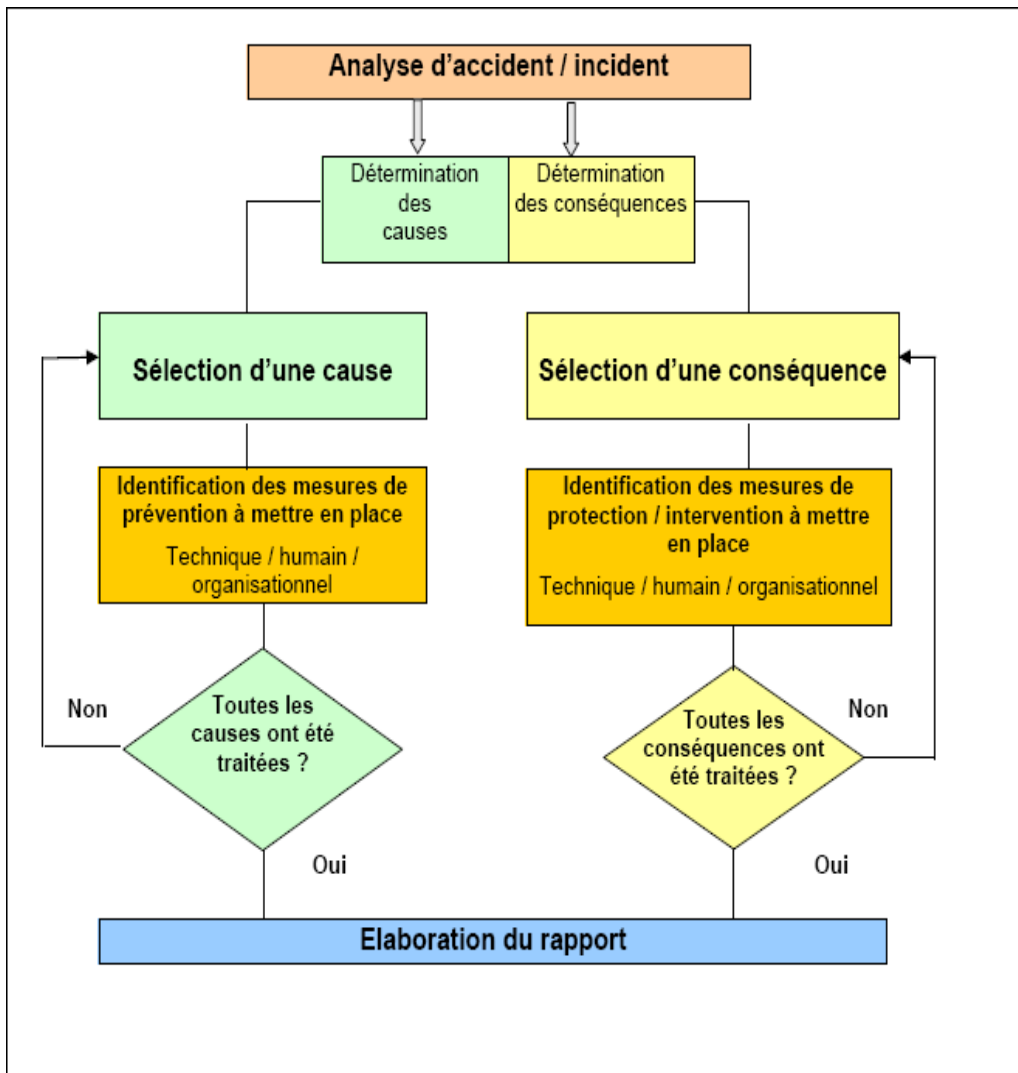 Analyse d'accident / incident
Détermination
des
causes
Détermination
des conséquences
Sélection d'une cause
Sélection d'une conséquence
Identification des mesures de
prévention à mettre en place
Technique / humain /
organisationnel
Identification des mesures de
protection / intervention à mettre
en place
Technique / humain / organisationnel
Non
Toutes les
causes ont été
traitées ?
Toutes les
conséquences ont
été traitées ?
Non
Oui
Oui
Elaboration du rapport